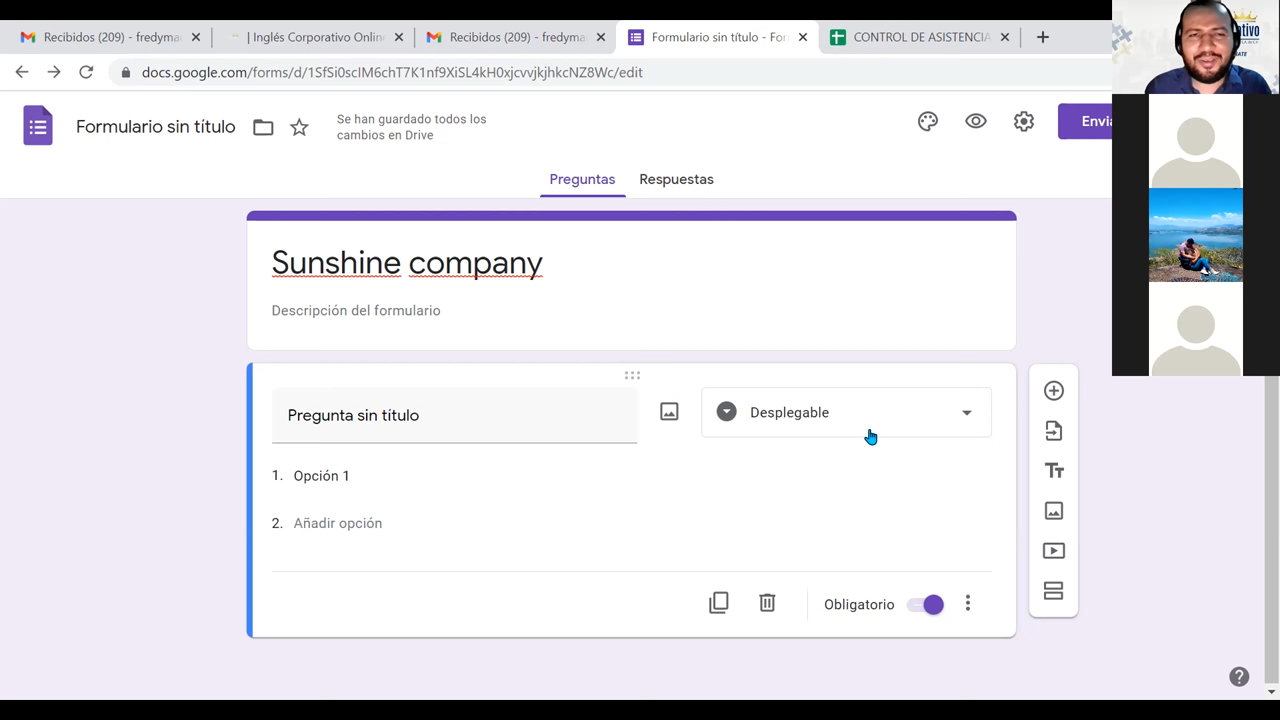 Recibidos (209) - fredyma
| Inglés Corporativo Onlin
Recibidos (209) - fredyma
Formulario sin título - For
CONTROL DE ASISTENCIA
docs.google.com/forms/d/1SfSi0scIM6chT7K1nf9XiSL4kH0gcvvjkjhkcNZ8Wc/edit
Formulario sin título
Se han guardado todos los
cambios en Drive
Envia
Preguntas
Respuestas
Sunshine company
Descripción del formulario
Pregunta sin título
Desplegable
1. Opción 1
2. Añadir opción
Obligatorio